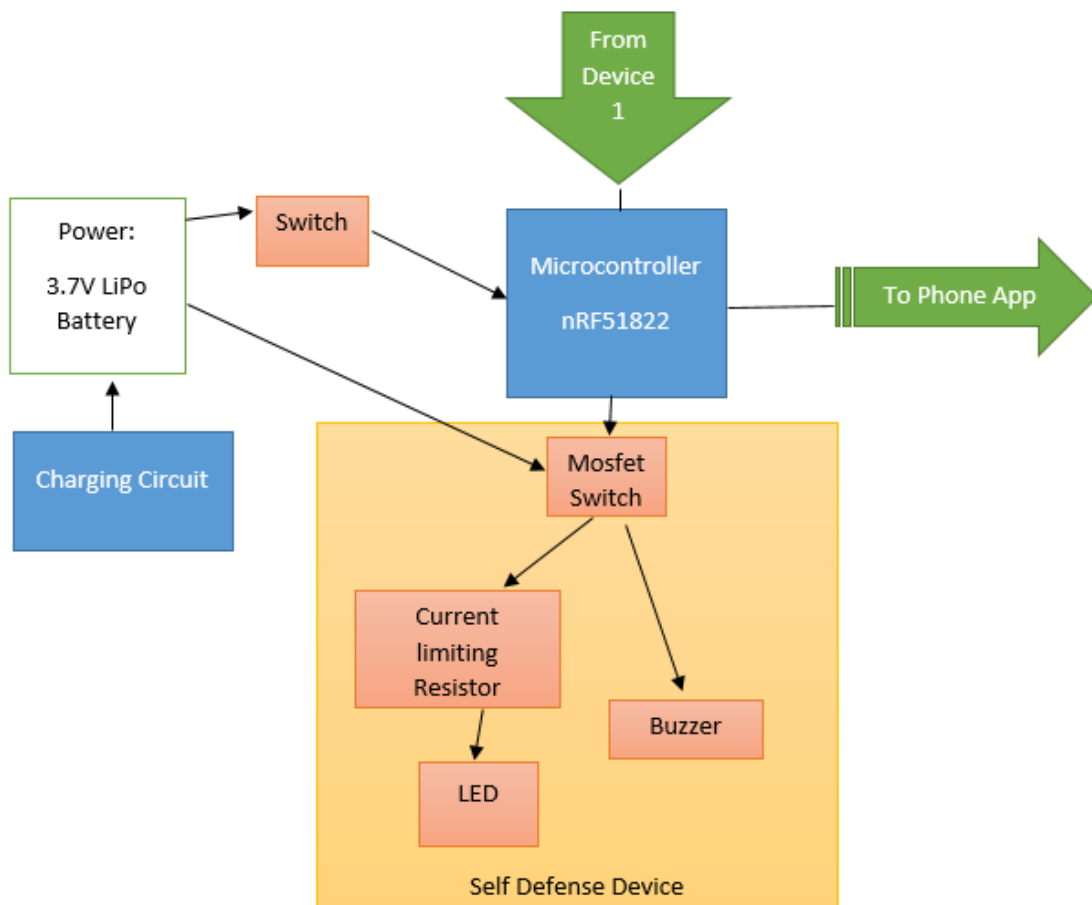 From
Device
1
Power:
3.7V LiPo
Battery
Switch
Microcontroller
nRF51822
To Phone App
Charging Circuit
Mosfet
Switch
Current
limiting
Resistor
Buzzer
LED
Self Defense Device